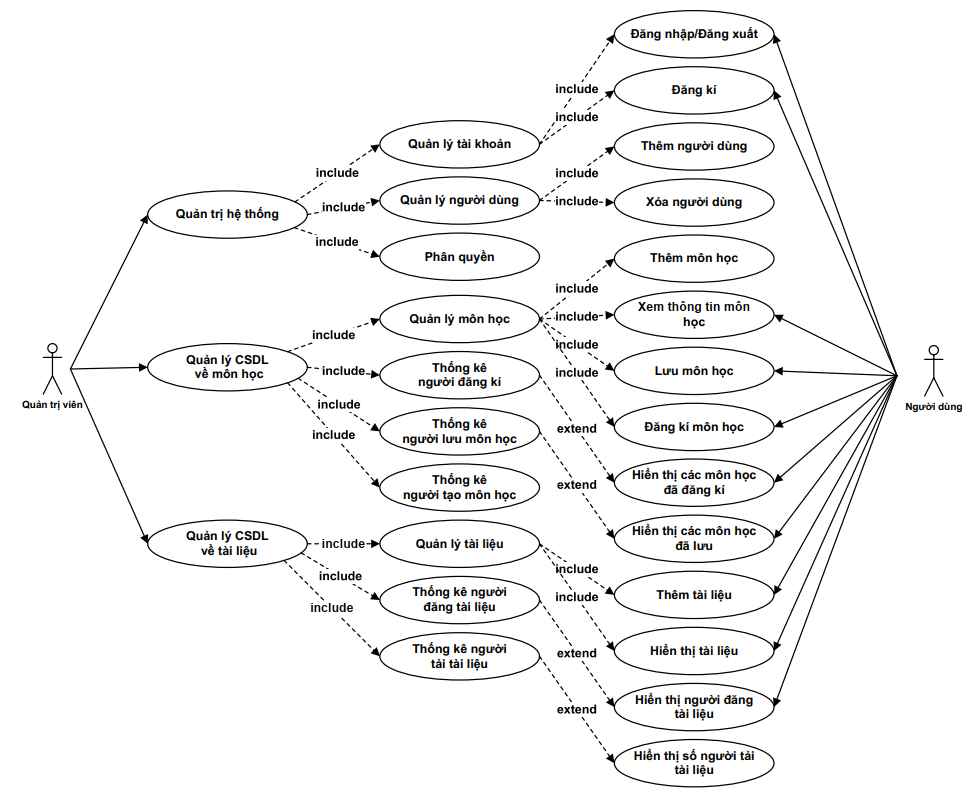 Đăng nhập/Đăng xuất
include
Đăng kí
include
Quản lý tài khoản
Thêm người dùng
include
include
Quản lý người dùng
Xóa người dùng
include
include
Quản trị hệ thống
include
Phân quyền
Thêm môn học
include
Quản lý môn học
Xem thông tin môn
học
include
include
include
Lưu môn học
Quản lý CSDL
về môn học
include
Thống kê
người đăng kí
include
Quản trị viên
Người dùng
include
Thống kê
người lưu môn học
extend
Đăng kí môn học
include
Thống kê
người tạo môn học
extend
Hiển thị các môn học
đã đăng kí
Quản lý CSDL
về tài liệu
include
Quản lý tài liệu
Hiển thị các môn học
đã lưu
include
include
Thống kê người
đăng tài liệu
include
Thêm tài liệu
include
Thống kê người
tải tài liệu
extend
Hiển thị tài liệu
extend
Hiển thị người đăng
tài liệu
Hiển thị số người tải
tài liệu